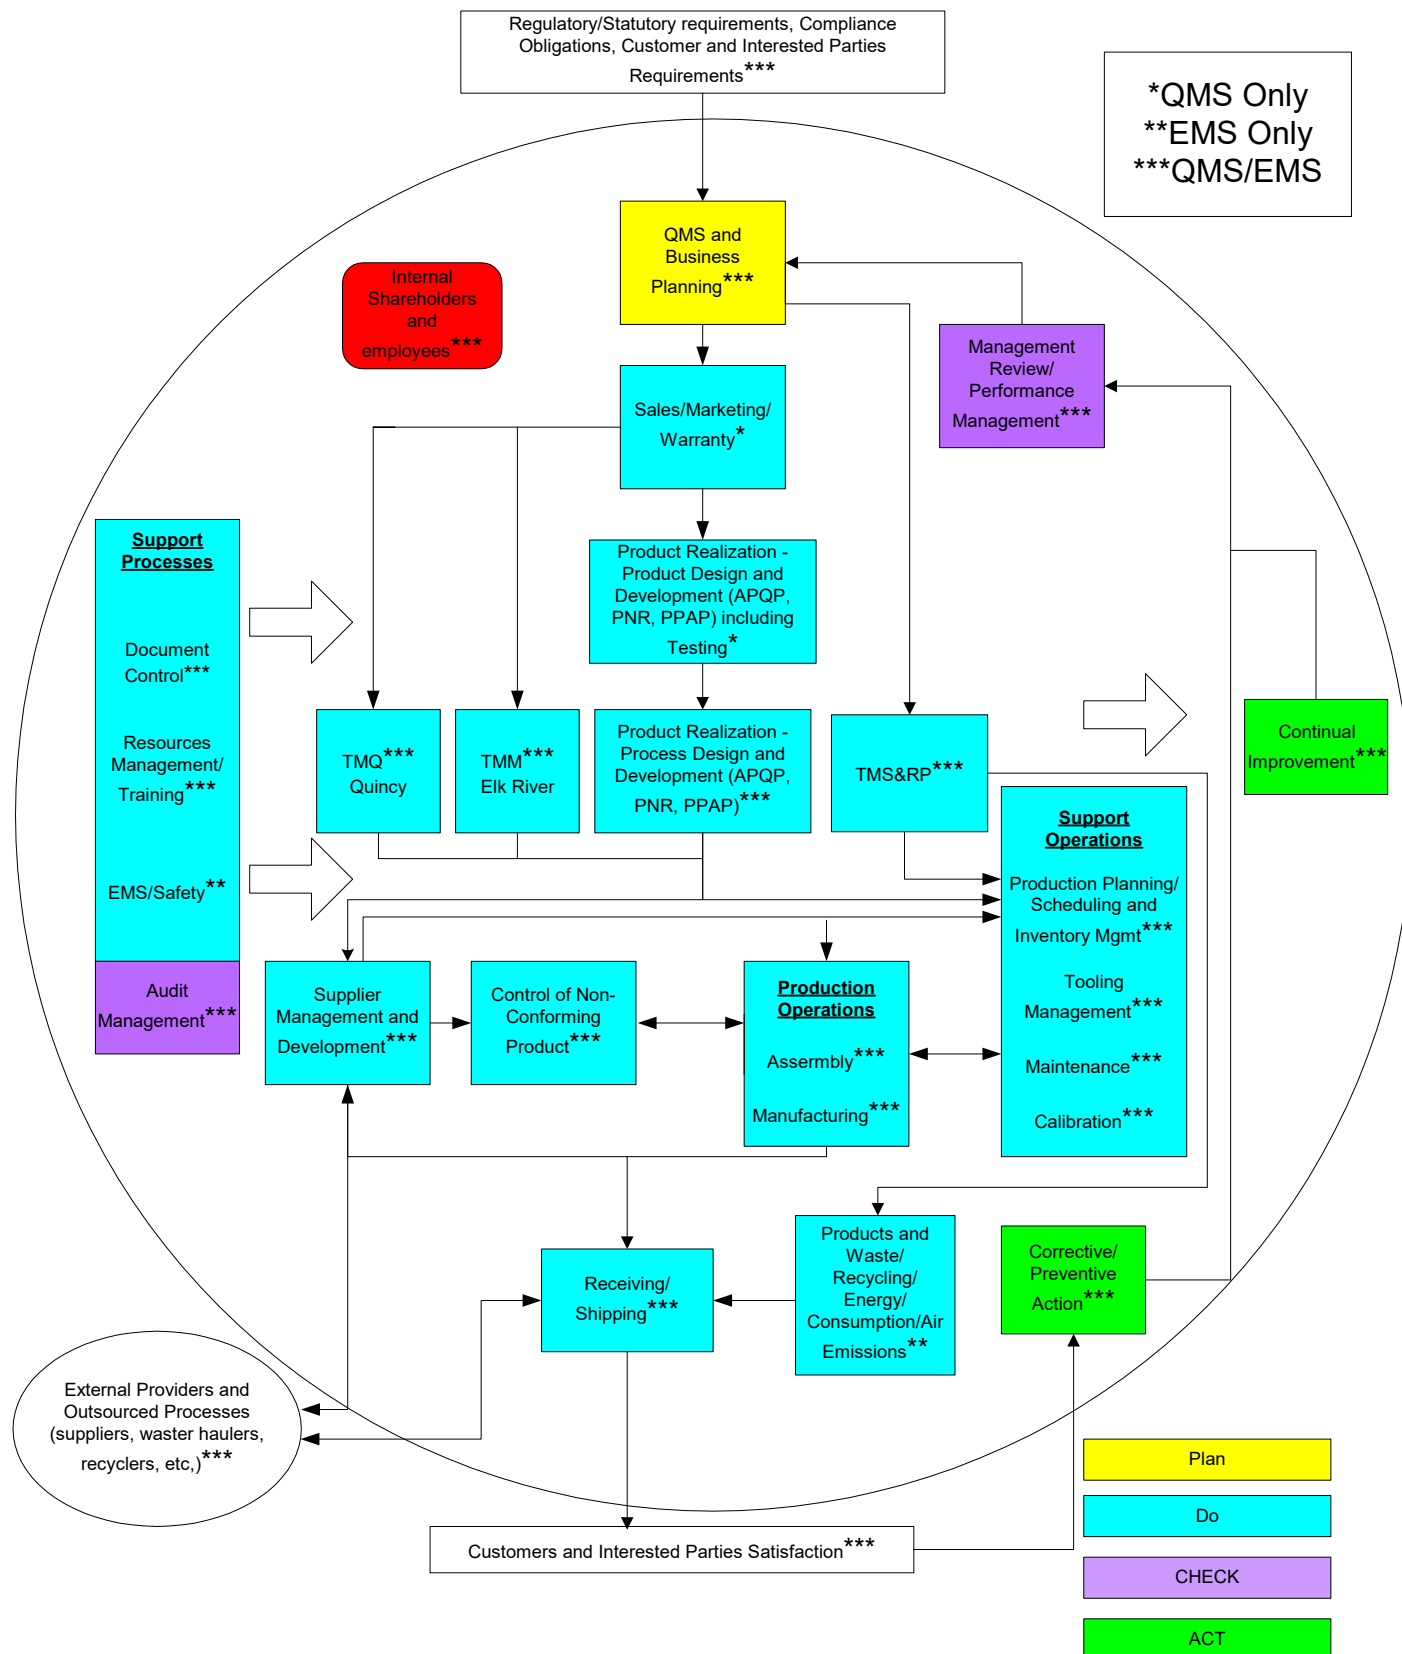 Regulatory/Statutory requirements, Compliance
Obligations, Customer and Interested Parties
Requirements***
*QMS Only
**EMS Only
***QMS/EMS
QMS and
Business
Planning***
Internal
Shareholders
and
employees***
Management
Review/
Performance
Management***
Sales/Marketing/
Warranty*
Support
Processes
Document
Control***
Resources
Management/
Training***
EMS/Safety**
Audit
Management***
Product Realization -
Product Design and
Development (APQP,
PNR, PPAP) including
Testing*
TMQ***
Quincy
TMM***
Elk River
Product Realization -
Process Design and
Development (APQP,
PNR, PPAP)***
TMS&RP***
Continual
Improvement***
Support
Operations
Production Planning/
Scheduling and
Inventory Mgmt***
Tooling
Management***
Maintenance***
Calibration***
Supplier
Management and
Development***
Control of Non-
Conforming
Product***
Production
Operations
Assermbly***
Manufacturing***
Receiving/
Shipping***
Products and
Waste/
Recycling/
Energy/
Consumption/Air
Emissions**
Corrective/
Preventive
Action***
External Providers and
Outsourced Processes
(suppliers, waster haulers,
recyclers, etc,)***
Customers and Interested Parties Satisfaction***
Plan
Do
CHECK
ACT